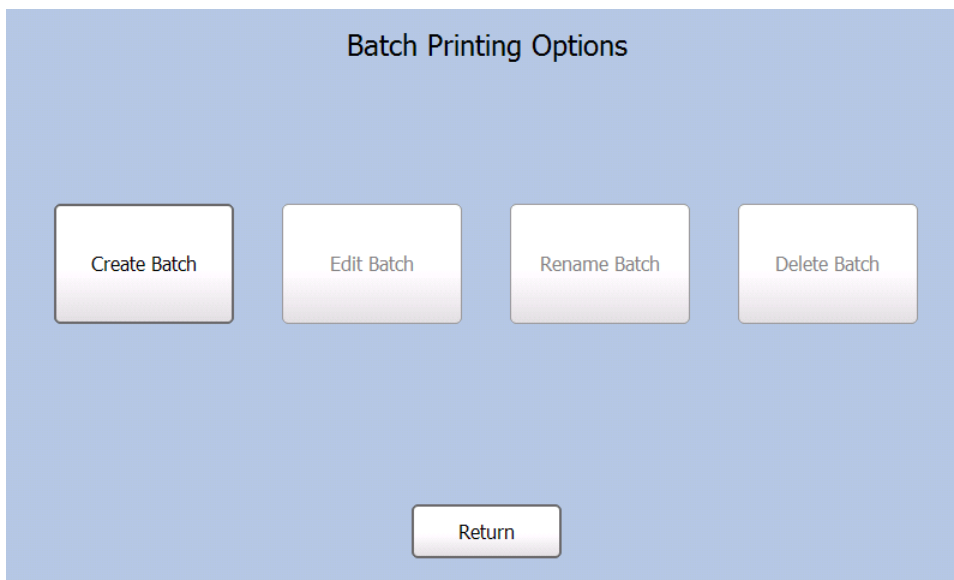 Batch Printing Options
Create Batch
Edit Batch
Rename Batch
Delete Batch
Return